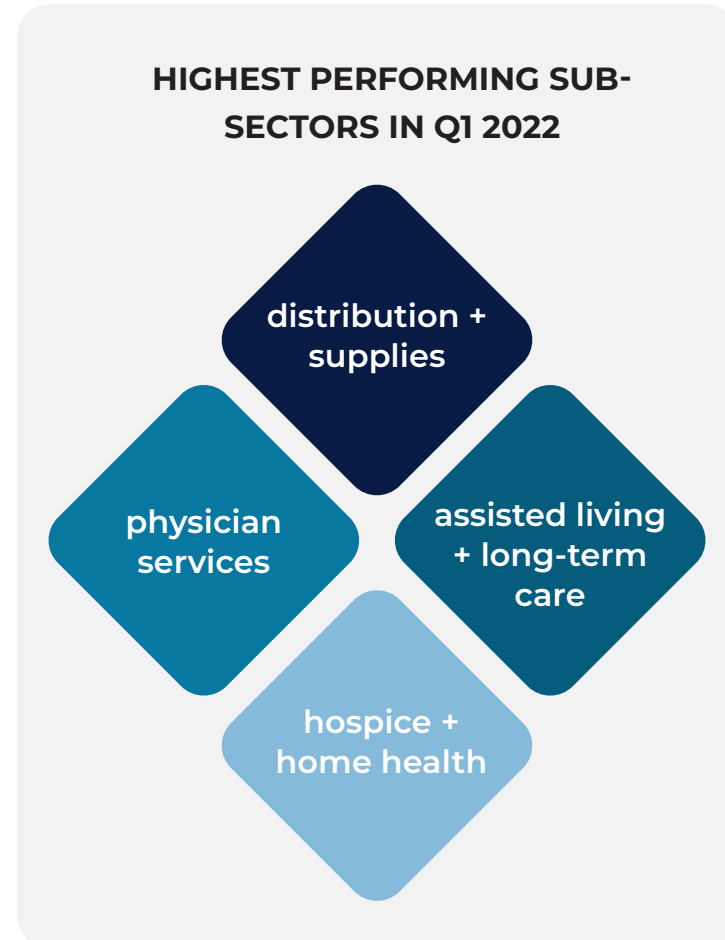 HIGHEST PERFORMING SUB-
SECTORS IN Q1 2022
distribution +
supplies
physician
services
assisted living
+ long-term
care
hospice +
home health